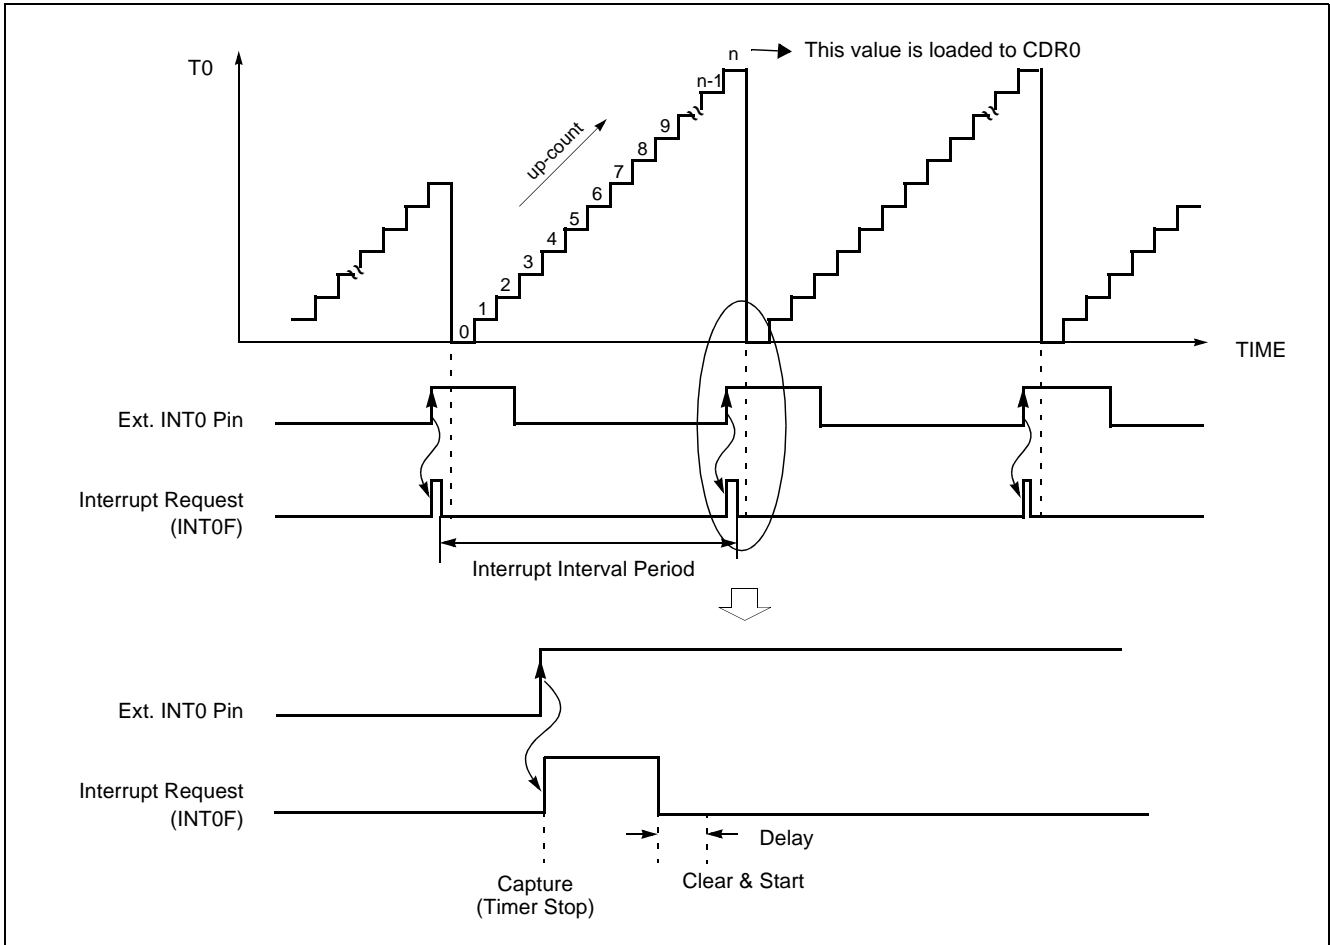 n
This value is loaded to CDR0
T0
n-1
9
8
7
6
5
4
3
2
1
0
up-count
TIME
Ext. INT0 Pin
Interrupt Request
(INT0F)
Interrupt Interval Period
Ext. INT0 Pin
Interrupt Request
(INT0F)
Delay
Capture
(Timer Stop)
Clear & Start